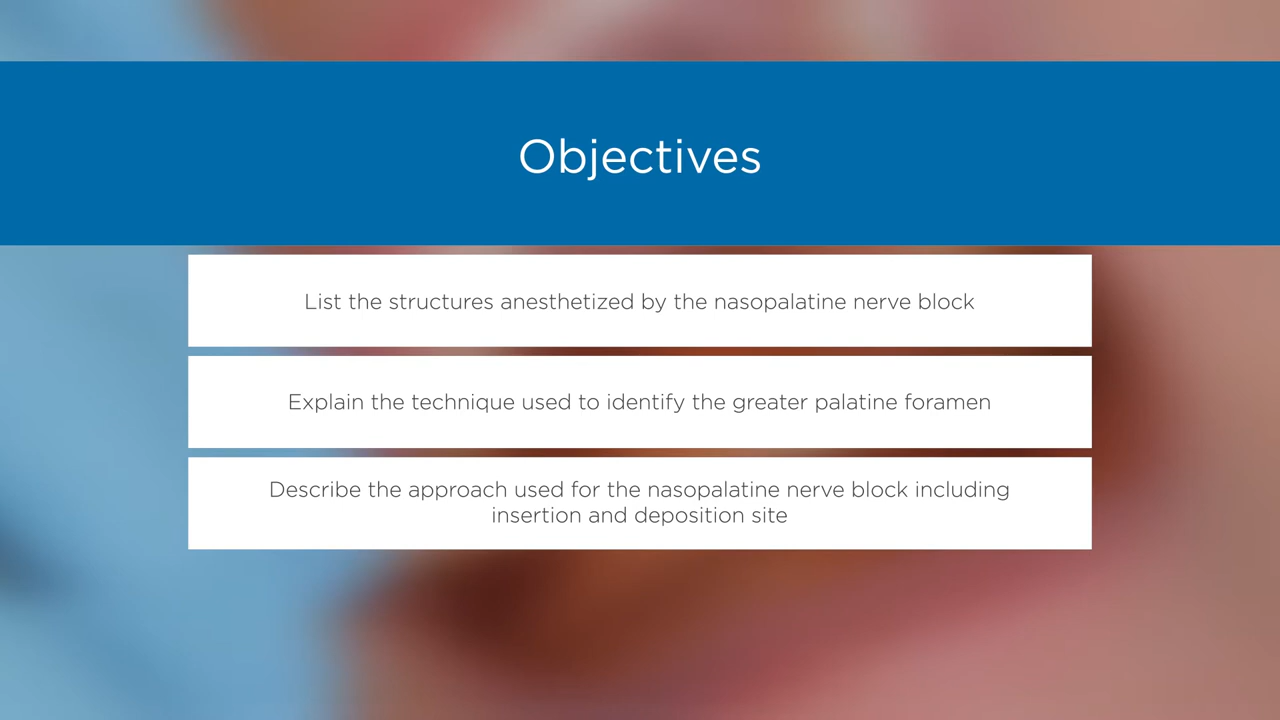 Objectives
List the structures anesthetized by the nasopalatine nerve block
Explain the technique used to identify the greater palatine foramen
Describe the approach used for the nasopalatine nerve block including
insertion and deposition site